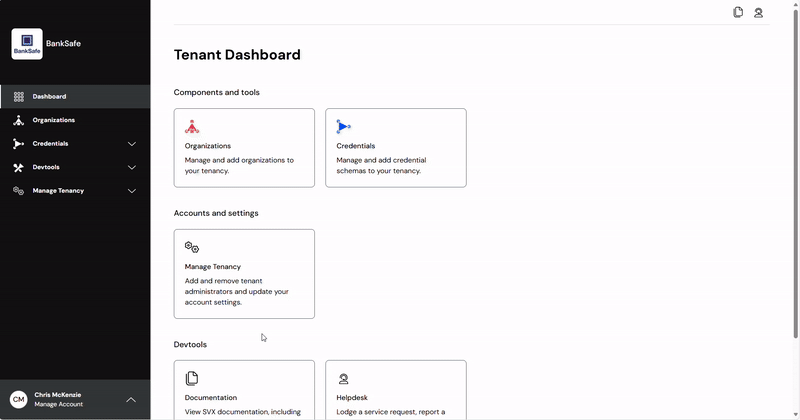 BankSafe
BankSafe
Dashboard
Organizations
Credentials
Devtools
Manage Tenancy
CM
Chris McKenzie
Manage Account
Tenant Dashboard
Components and tools
Organizations
Manage and add organizations to
your tenancy.
Credentials
Manage and add credential
schemas to your tenancy.
Accounts and settings
Manage Tenancy
Add and remove tenant
administrators and update your
account settings.
Devtools
Documentation
View SVX documentation, including
Helpdesk
Lodge a service request, report a